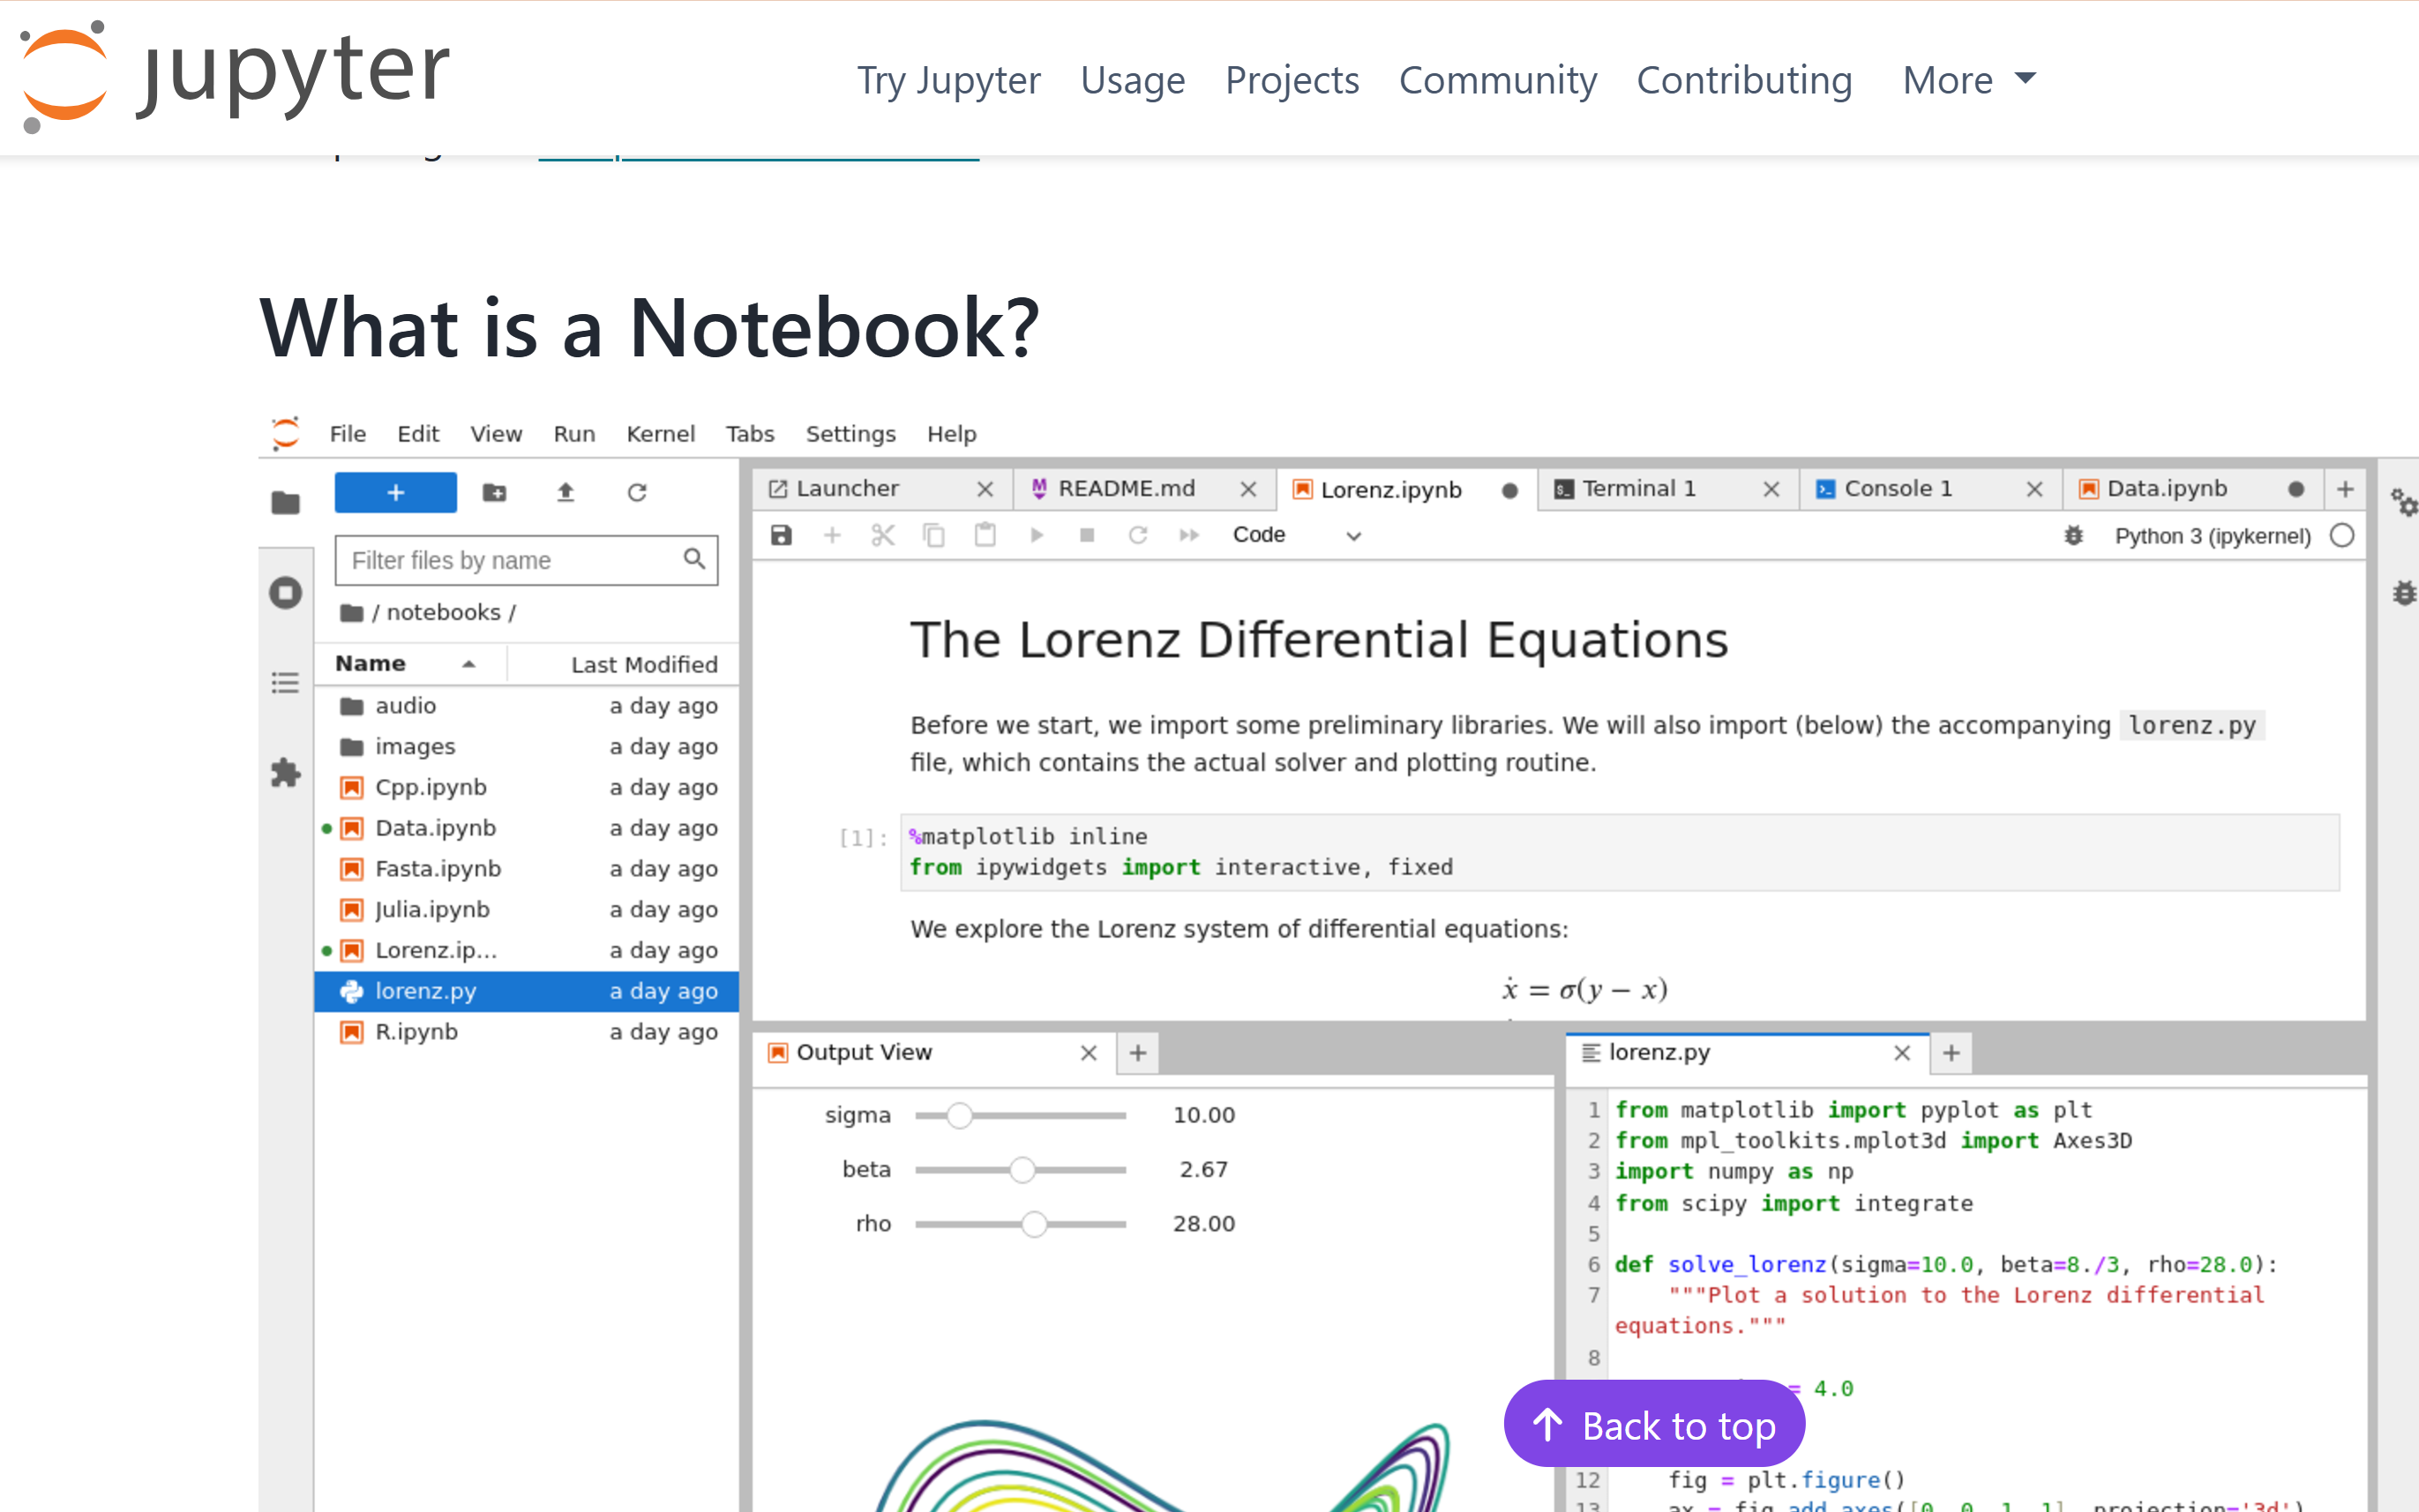 jupyter
Try Jupyter Usage Projects Community Contributing More
What is a Notebook?
File Edit View Run Kernel Tabs Settings Help
+
Filter files by name
/ notebooks /
Name Last Modified
audio a day ago
images a day ago
Cpp.ipynb a day ago
Data.ipynb a day ago
Fasta.ipynb a day ago
Julia.ipynb a day ago
Lorenz.ip... a day ago
lorenz.py a day ago
R.ipynb a day ago
Launcher README.md Lorenz.ipynb Terminal 1 Console 1 Data.ipynb
Code Python 3 (ipykernel)
The Lorenz Differential Equations
Before we start, we import some preliminary libraries. We will also import (below) the accompanying lorenz.py
file, which contains the actual solver and plotting routine.
[1]: %matplotlib inline
from ipywidgets import interactive, fixed
We explore the Lorenz system of differential equations:
ẋ = σ(y − x)
Output View
sigma 10.00
beta 2.67
rho 28.00
lorenz.py
1 from matplotlib import pyplot as plt
2 from mpl_toolkits.mplot3d import Axes3D
3 import numpy as np
4 from scipy import integrate
5
6 def solve_lorenz(sigma=10.0, beta=8./3, rho=28.0):
7 """Plot a solution to the Lorenz differential
equations."""
8
= 4.0
Back to top
12 fig = plt.figure()
13 ax = fig.add_axes([0, 0, 1, 1], projection='3d')